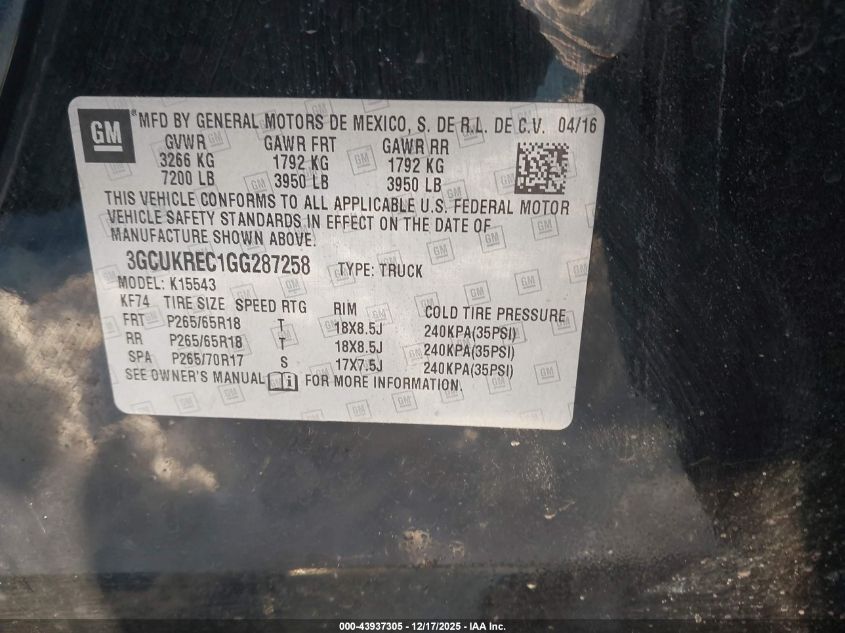 GM
MFD BY GENERAL MOTORS DE MEXICO, S. DE R.L. DE C.V. 04/16
GVWR GAWR FRT GAWR RR
3266 KG 1792 KG 1792 KG
7200 LB 3950 LB 3950 LB
THIS VEHICLE CONFORMS TO ALL APPLICABLE U.S. FEDERAL MOTOR
VEHICLE SAFETY STANDARDS IN EFFECT ON THE DATE OF
MANUFACTURE SHOWN ABOVE.
3GCUKREC1GG287258 TYPE: TRUCK
MODEL: K15543
KF74 TIRE SIZE SPEED RTG RIM COLD TIRE PRESSURE
FRT P265/65R18 T 18X8.5J 240KPA(35PSI)
RR P265/65R18 T 18X8.5J 240KPA(35PSI)
SPA P265/70R17 S 17X7.5J 240KPA(35PSI)
SEE OWNER'S MANUAL FOR MORE INFORMATION.
000-43937305 - 12/17/2025 - IAA Inc.